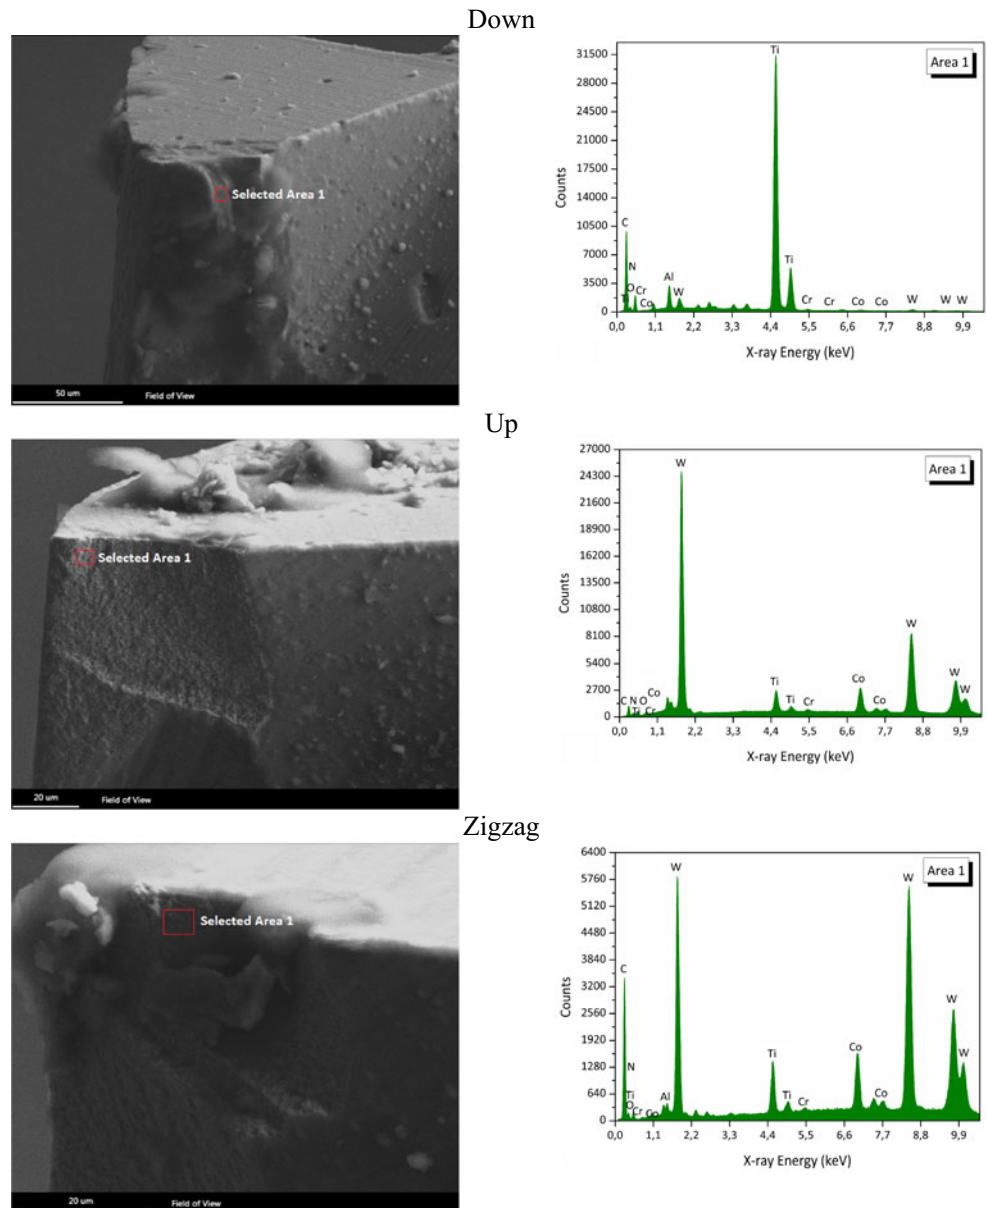 Down
Selected Area 1
50 um Field of View
Area 1
Counts
31500
28000
24500
21000
17500
14000
10500
7000
3500
0
Ti
C
N
Ti O Cr Co
Al
W
Ti
Cr Cr Co Co W W W
0,0 1,1 2,2 3,3 4,4 5,5 6,6 7,7 8,8 9,9
X-ray Energy (keV)
Up
Selected Area 1
20 um Field of View
Area 1
Counts
27000
24300
21600
18900
16200
13500
10800
8100
5400
2700
0
W
C N O Co
Ti Cr
Ti Ti Cr Co Co W W W
0,0 1,1 2,2 3,3 4,4 5,5 6,6 7,7 8,8 9,9
X-ray Energy (keV)
Zigzag
Selected Area 1
20 um Field of View
Area 1
Counts
6400
5760
5120
4480
3840
3200
2560
1920
1280
640
0
W
C
N
Ti
O Cr Co
Al
Ti Ti Cr Co Co W W W
0,0 1,1 2,2 3,3 4,4 5,5 6,6 7,7 8,8 9,9
X-ray Energy (keV)